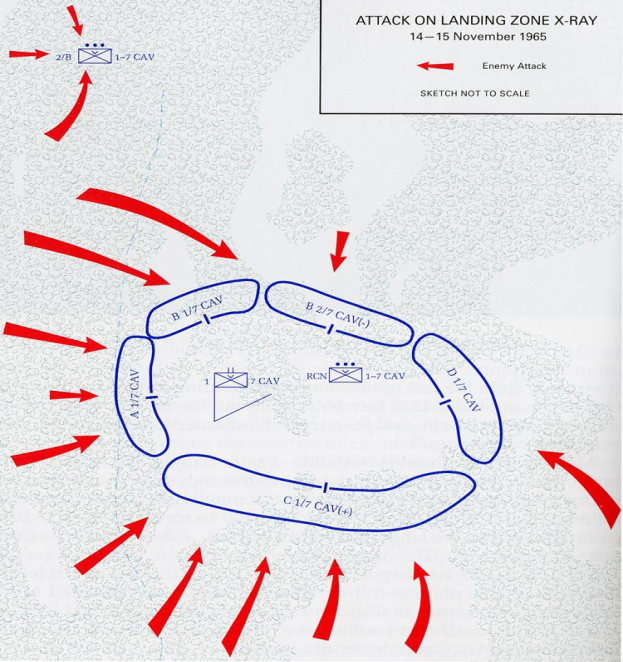 ATTACK ON LANDING ZONE X-RAY
14—15 November 1965
Enemy Attack
SKETCH NOT TO SCALE
2/B 1-7 CAV
B 1/7 CAV
B 2/7 CAV(-)
A 1/7 CAV
1 7 CAV
RCN 1-7 CAV
D 1/7 CAV
C 1/7 CAV(+)